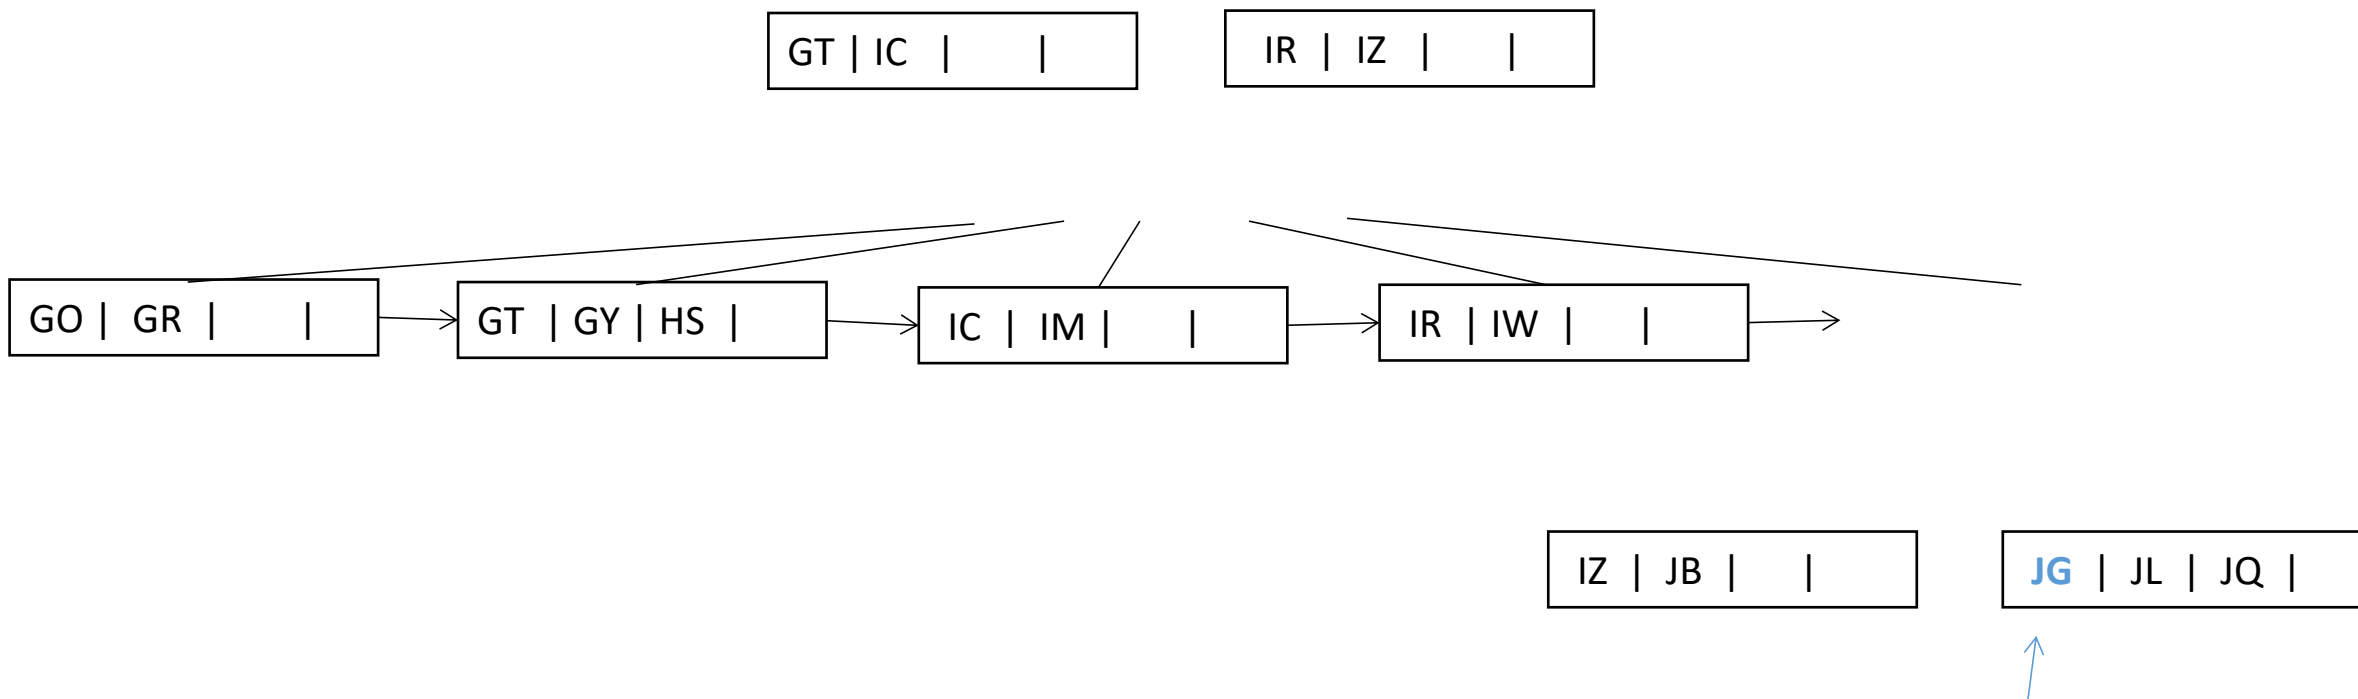 GT | IC | |
IR | IZ | |
GO | GR | |
GT | GY | HS |
IC | IM | |
IR | IW | |
IZ | JB | |
JG | JL | JQ |